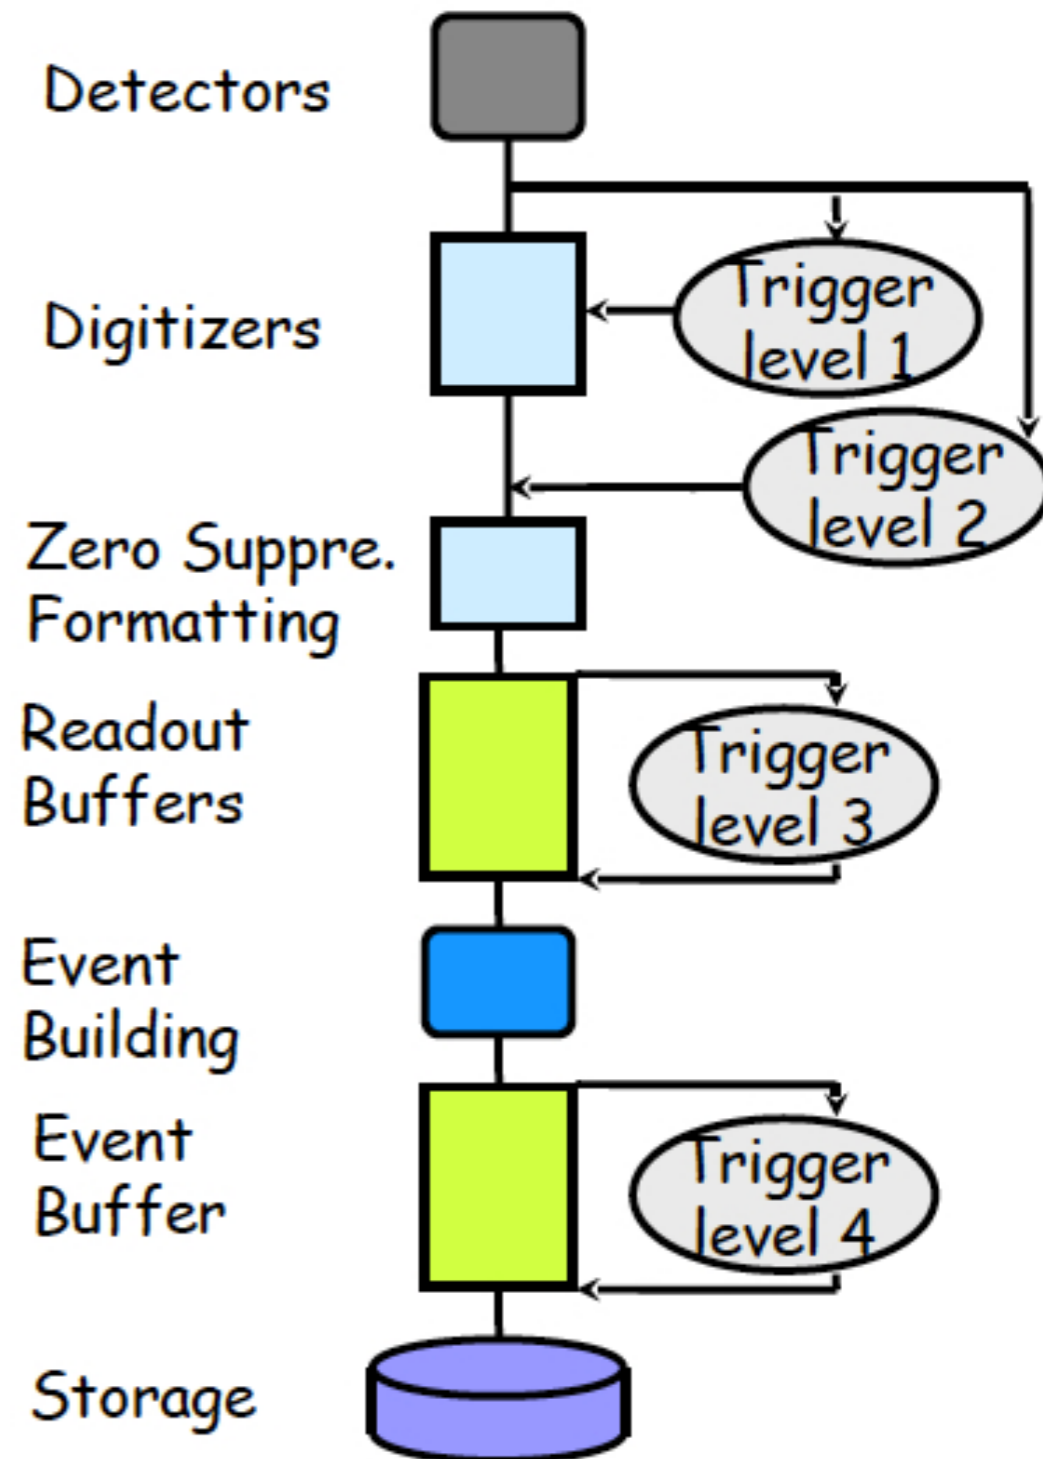 Detectors
Trigger
level 1
Digitizers
Trigger
level 2
Zero Suppre.
Formatting
Readout
Buffers
Trigger
level 3
Event
Building
Event
Buffer
Trigger
level 4
Storage